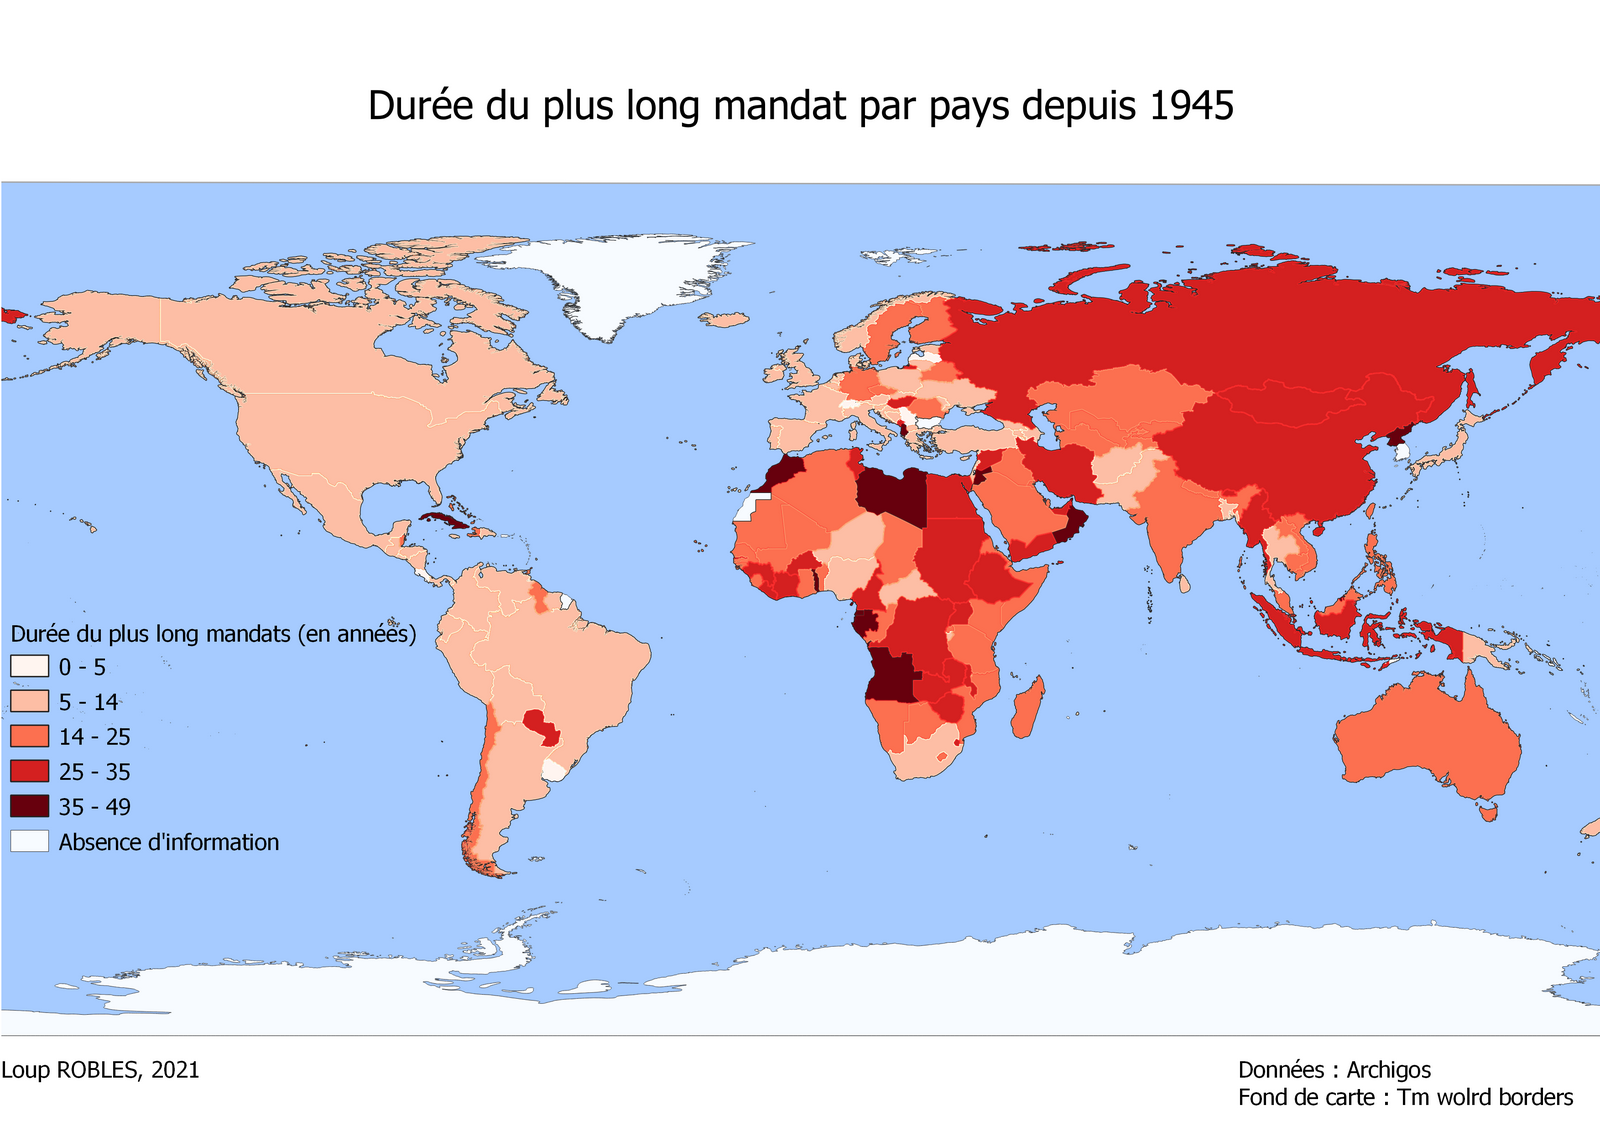 Durée du plus long mandat par pays depuis 1945
Durée du plus long mandats (en années)
0 - 5
5 - 14
14 - 25
25 - 35
35 - 49
Absence d'information
Loup ROBLES, 2021
Données : Archigos
Fond de carte : Tm wolrd borders